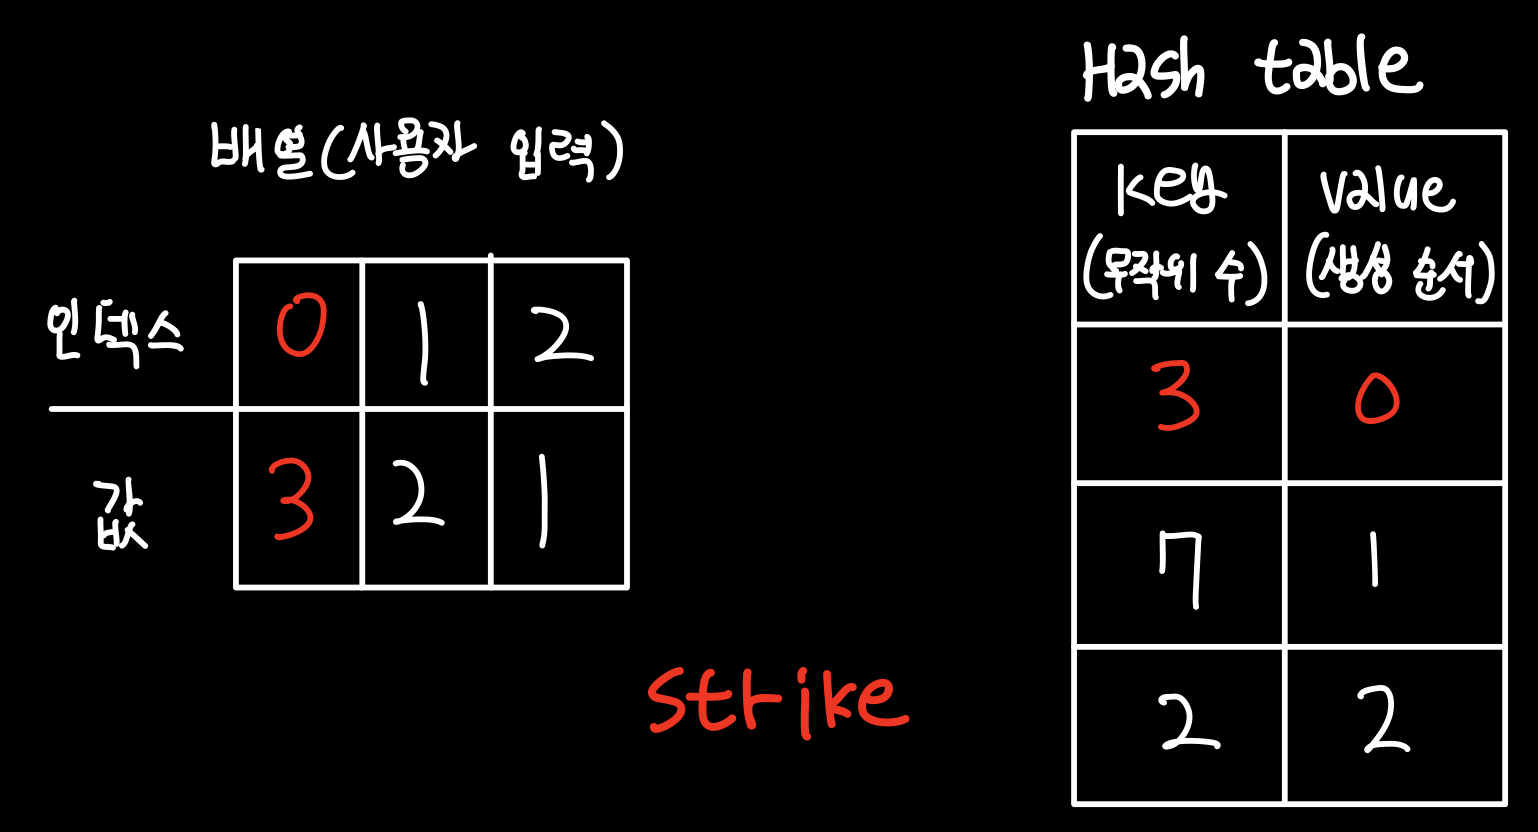 배열(사용자 입력)
인덱스 0 1 2
값 3 2 1
Strike
Hash table
key value
(무작위 수) (생성 순서)
3 0
7 1
2 2